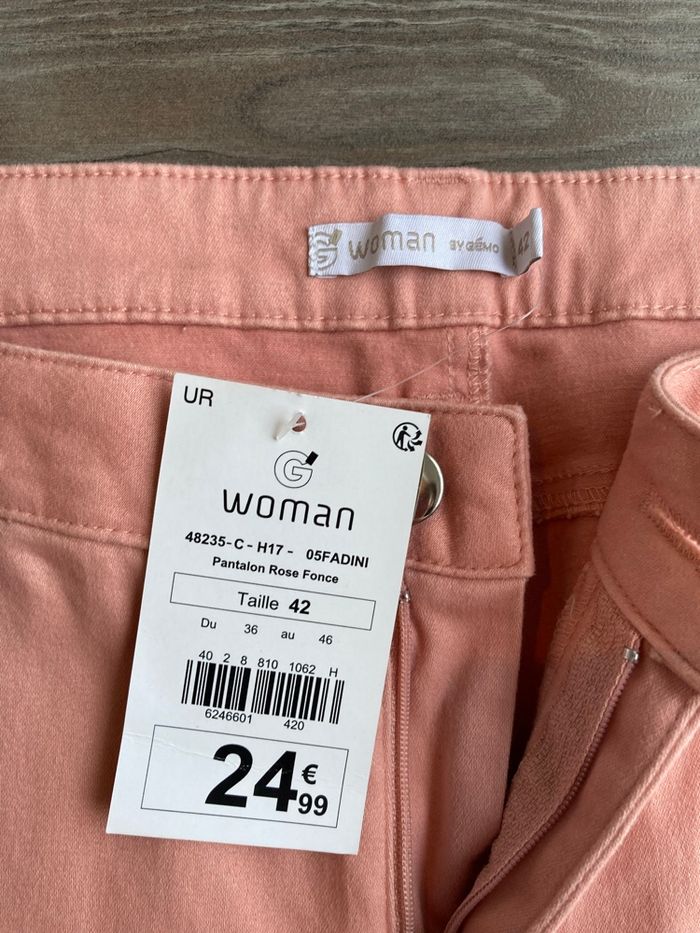 woman BY GÉMO 42
UR
G
woman
48235-C-H17- 05FADINI
Pantalon Rose Fonce
Taille 42
Du 36 au 46
40 2 8 810 1062 H
6246601 420
24€99